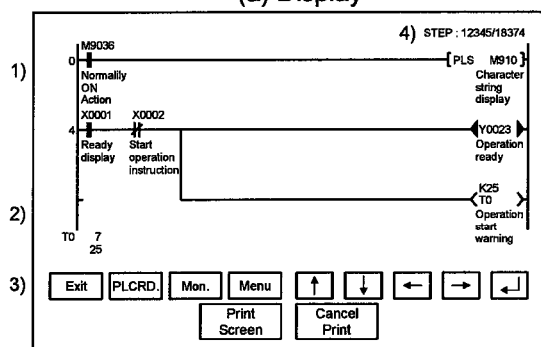 (a) Display
4) STEP : 12345/18374
M9036
1) 0 [ PLS M910 ]
Normalily
ON
Action
Character
string
display
X0001 X0002
4 Y0023
Ready
display
Start
operation
instruction
Operation
ready
K25
2) T0
Operation
start
warning
T0 7
25
3) Exit PLCRD. Mon. Menu ↑ ↓ ← → ↵
Print
Screen
Cancel
Print